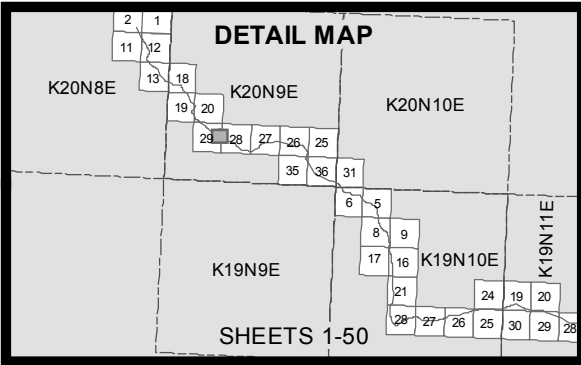 DETAIL MAP
2 1
11 12
K20N8E
13 18
K20N9E
19 20
K20N10E
29 28 27 26 25
35 36 31
6 5
8 9
K19N9E
17 16
K19N10E
K19N11E
21
24 19 20
28 27 26 25 30 29 28
SHEETS 1-50